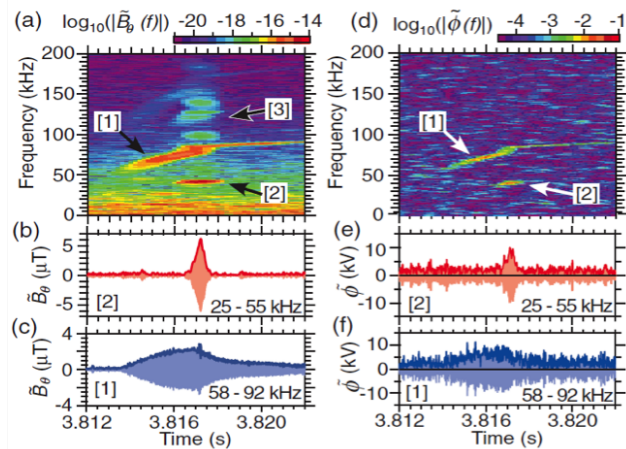 (a) log10(|B̃θ (f)|) -20 -18 -16 -14
200
150
100
50
0
Frequency (kHz)
[1]
[3]
[2]
(b)
5
0
-5
B̃θ (μT)
[2] 25 - 55 kHz
(c)
4
2
0
-4
B̃θ (μT)
[1] 58 - 92 kHz
3.812 3.816 3.820
Time (s)
(d) log10(|ϕ̃(f)|) -4 -3 -2 -1
200
150
100
50
0
Frequency (kHz)
[1]
[2]
(e)
10
0
-10
ϕ̃ (kV)
[2] 25 - 55 kHz
(f)
10
0
-10
ϕ̃ (kV)
[1] 58 - 92 kHz
3.812 3.816 3.820
Time (s)